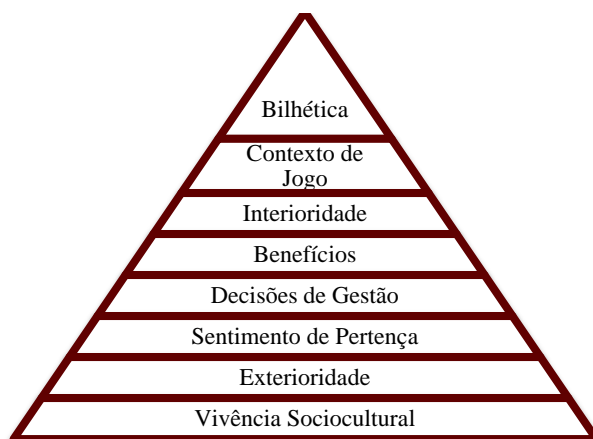 Bilhética
Contexto de
Jogo
Interioridade
Benefícios
Decisões de Gestão
Sentimento de Pertença
Exterioridade
Vivência Sociocultural